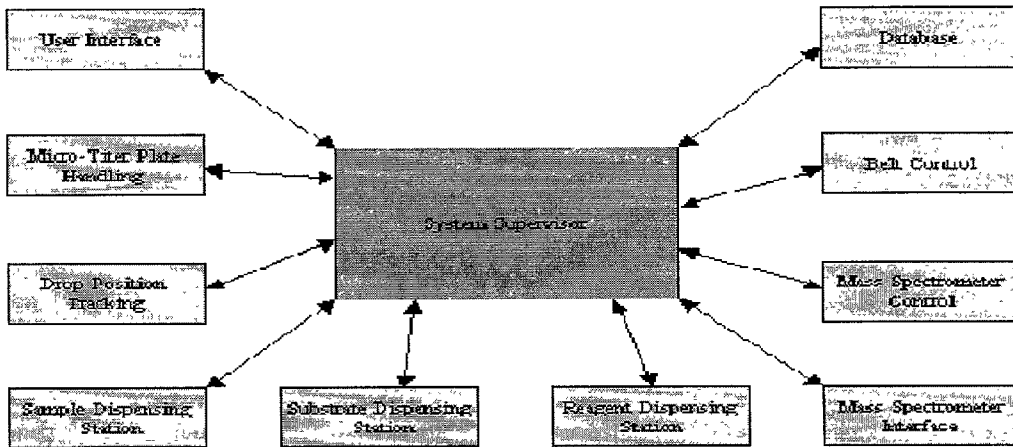 User Interface
Database
Micro-Titer Plate
Handling
Belt Control
System Supervisor
Drop Position
Tracking
Mass Spectrometer
Control
Sample Dispensing
Station
Substrate Dispensing
Station
Reagent Dispensing
Station
Mass Spectrometer
Interface